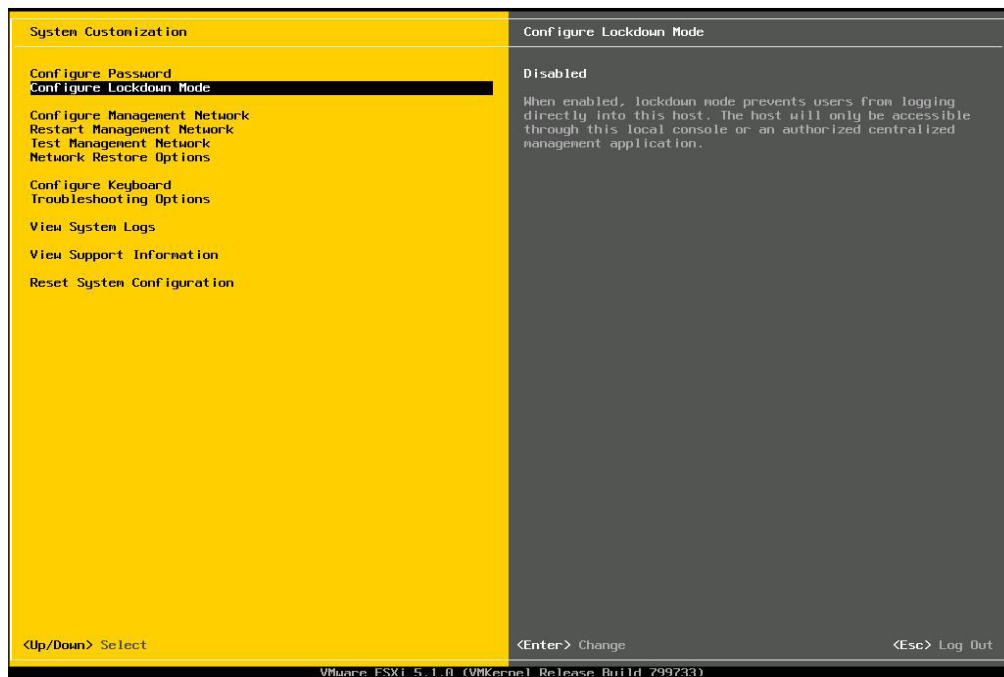 System Customization
Configure Password
Configure Lockdown Mode
Configure Management Network
Restart Management Network
Test Management Network
Network Restore Options
Configure Keyboard
Troubleshooting Options
View System Logs
View Support Information
Reset System Configuration
<Up/Down> Select
Configure Lockdown Mode
Disabled
When enabled, lockdown mode prevents users from logging
directly into this host. The host will only be accessible
through this local console or an authorized centralized
management application.
<Enter> Change
<Esc> Log Out
VMware ESXi 5.1.0 (VMKernel Release Build 799733)